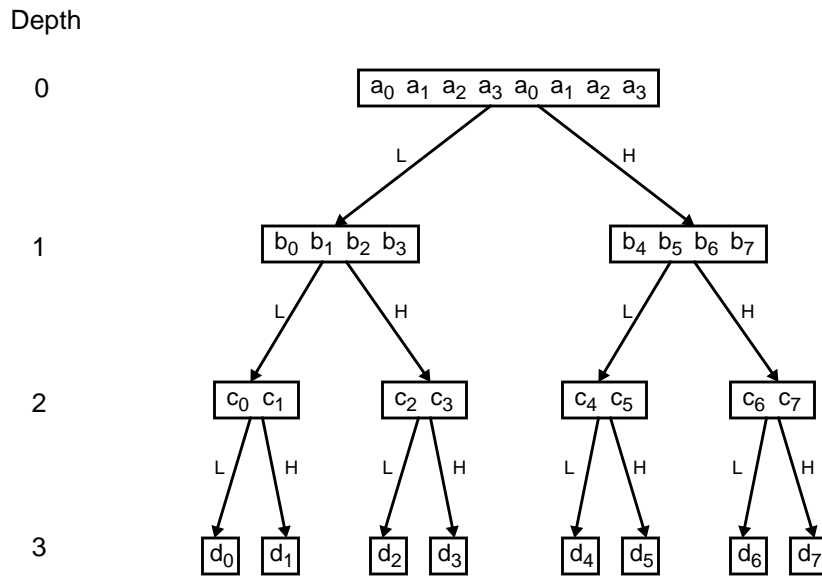 Depth
0 a₀ a₁ a₂ a₃ a₀ a₁ a₂ a₃
L H
1 b₀ b₁ b₂ b₃ b₄ b₅ b₆ b₇
L H L H
2 c₀ c₁ c₂ c₃ c₄ c₅ c₆ c₇
L H L H L H L H
3 d₀ d₁ d₂ d₃ d₄ d₅ d₆ d₇